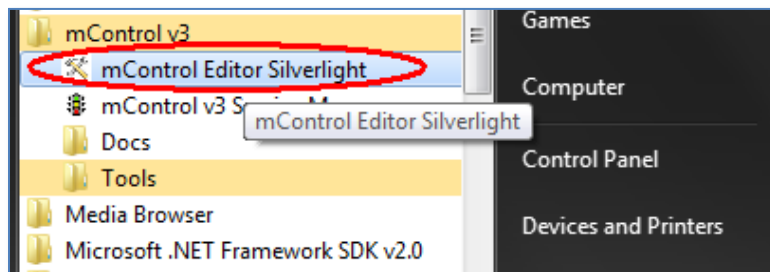 mControl v3
mControl Editor Silverlight
mControl v3
mControl Editor Silverlight
Docs
Tools
Media Browser
Microsoft .NET Framework SDK v2.0
Games
Computer
Control Panel
Devices and Printers